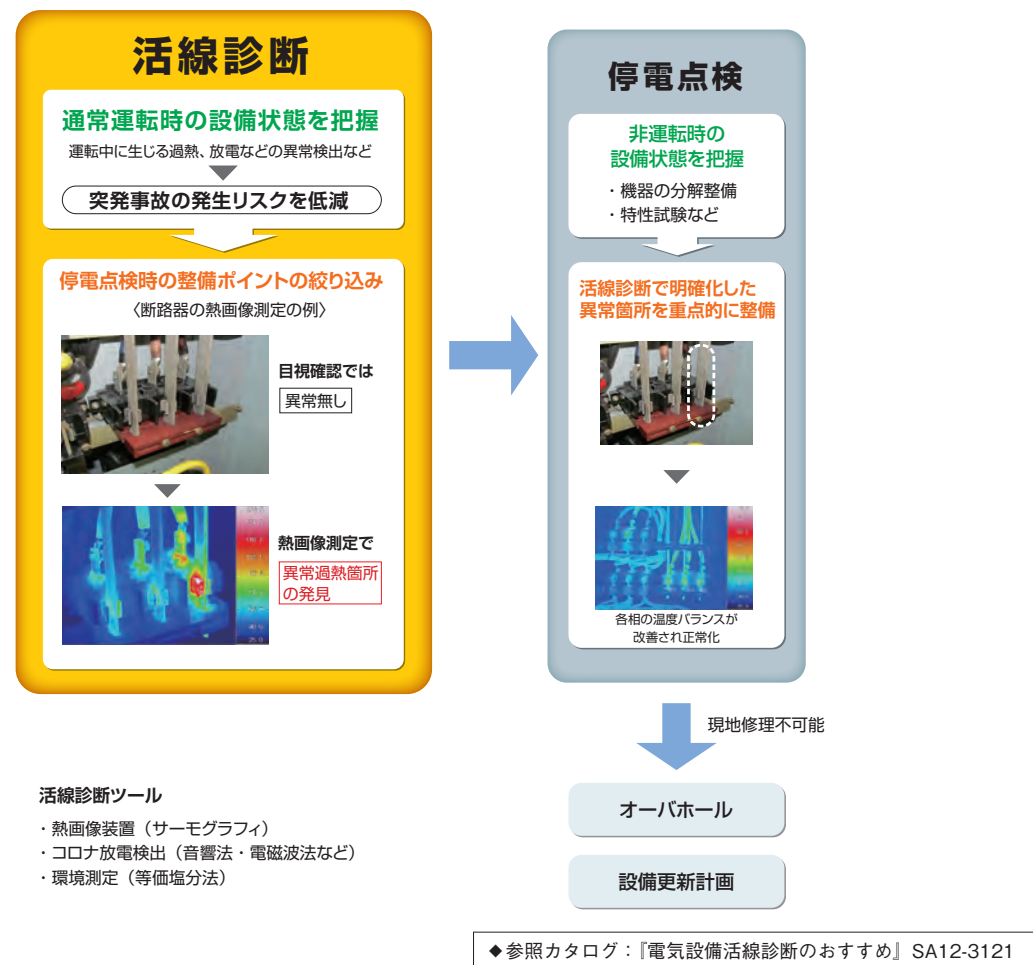 活線診断
通常運転時の設備状態を把握
運転中に生じる過熱、放電などの異常検出など
突発事故の発生リスクを低減
停電点検時の整備ポイントの絞り込み
〈断路器の熱画像測定の例〉
目視確認では
異常無し
熱画像測定で
異常過熱箇所
の発見
停電点検
非運転時の
設備状態を把握
・機器の分解整備
・特性試験など
活線診断で明確化した
異常箇所を重点的に整備
各相の温度バランスが
改善され正常化
現地修理不可能
オーバホール
設備更新計画
活線診断ツール
・熱画像装置（サーモグラフィ）
・コロナ放電検出（音響法・電磁波法など）
・環境測定（等価塩分法）
◆参照カタログ：『電気設備活線診断のおすすめ』SA12-3121